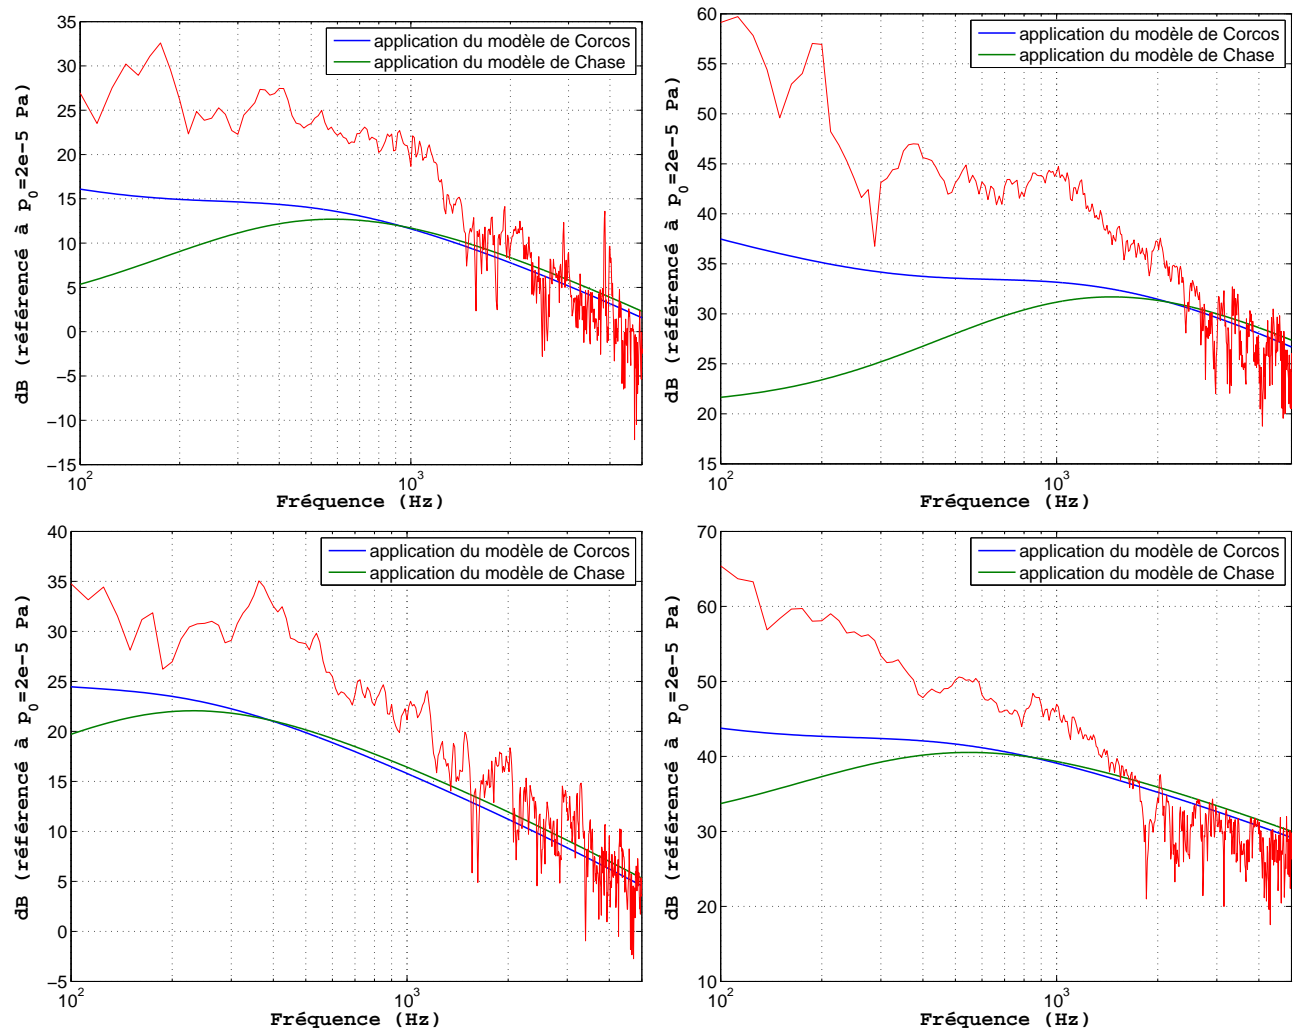 35
30
25
20
15
10
5
0
−5
−10
−15
dB (référencé à p0=2e−5 Pa)
application du modèle de Corcos
application du modèle de Chase
10^2
10^3
Fréquence (Hz)
60
55
50
45
40
35
30
25
20
15
dB (référencé à p0=2e−5 Pa)
application du modèle de Corcos
application du modèle de Chase
10^2
10^3
Fréquence (Hz)
40
35
30
25
20
15
10
5
0
−5
dB (référencé à p0=2e−5 Pa)
application du modèle de Corcos
application du modèle de Chase
10^2
10^3
Fréquence (Hz)
70
60
50
40
30
20
10
dB (référencé à p0=2e−5 Pa)
application du modèle de Corcos
application du modèle de Chase
10^2
10^3
Fréquence (Hz)